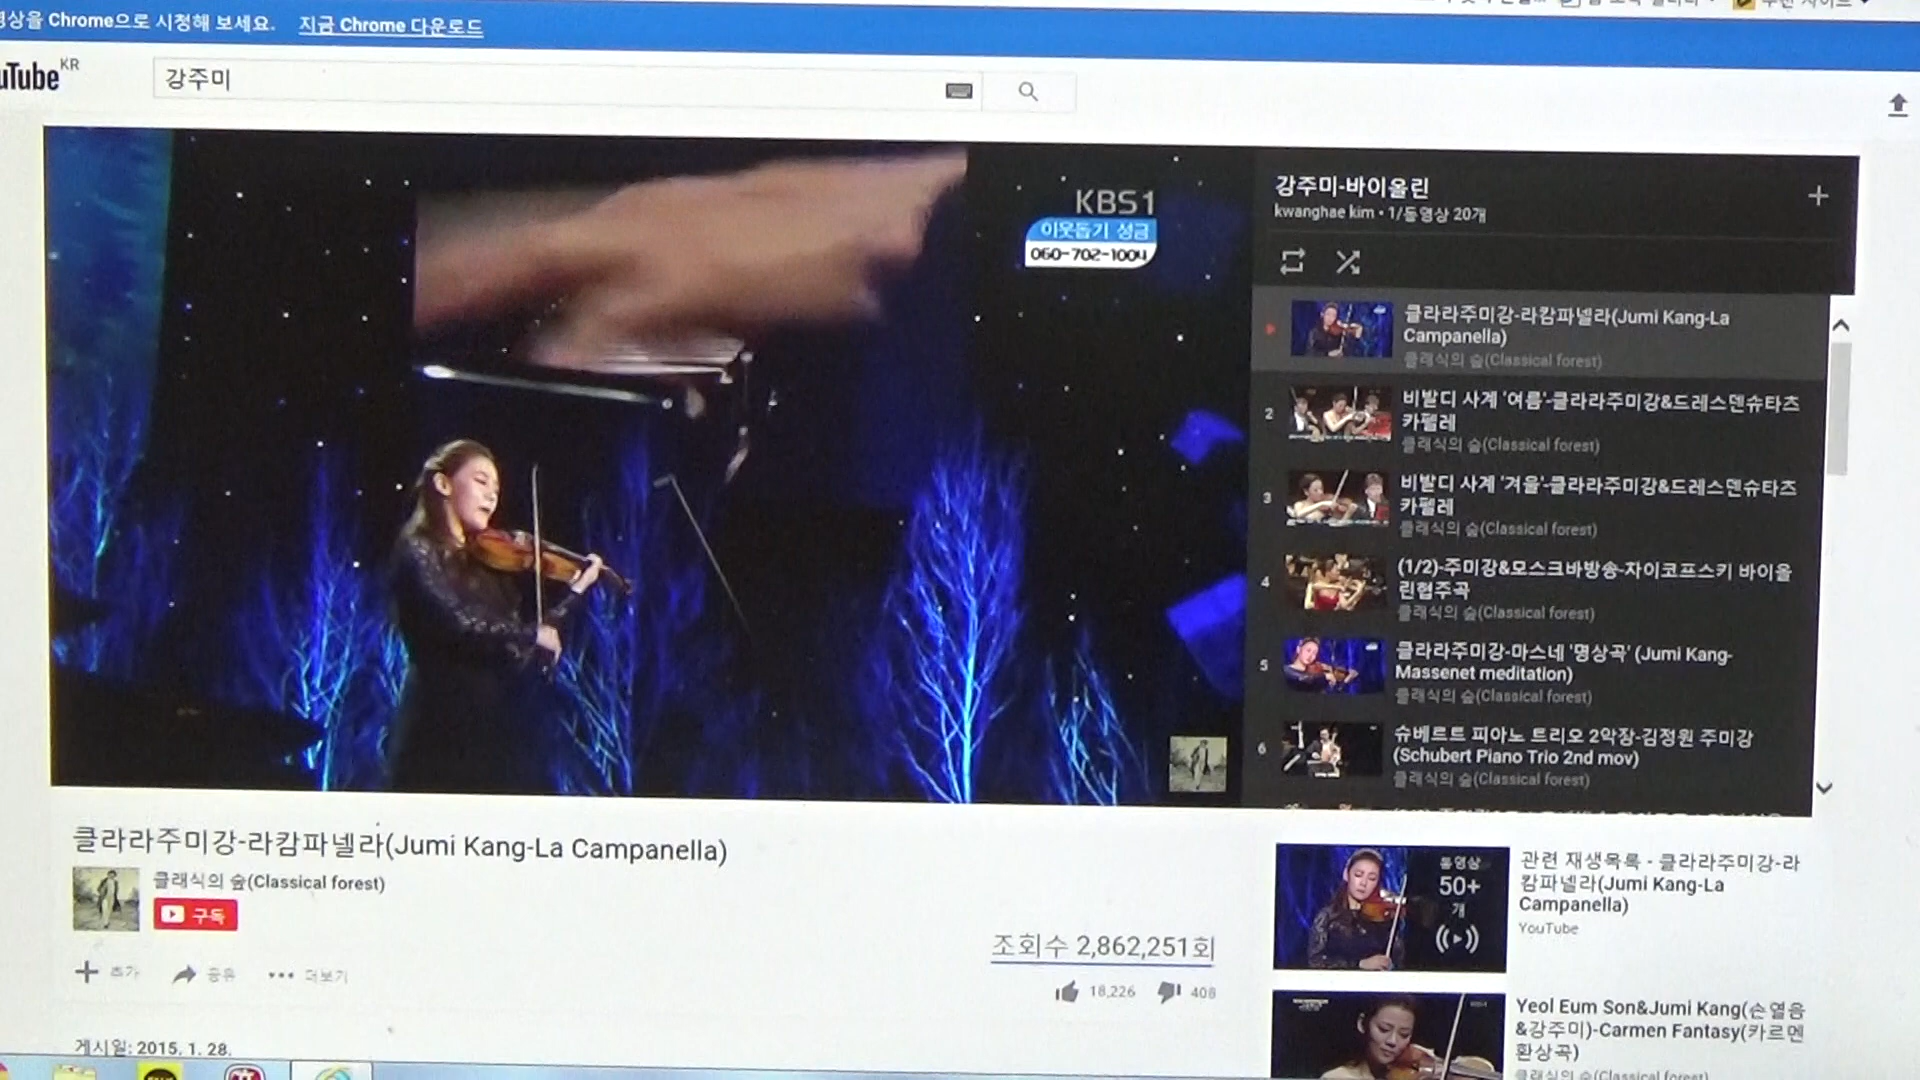 영상을 Chrome으로 시청해 보세요. 지금 Chrome 다운로드
uTube KR
강주미
KBS1
이웃돕기 성금
060-702-1004
강주미-바이올린
kwanghae kim • 1/동영상 20개
클라라주미강-라캄파넬라(Jumi Kang-La
Campanella)
클래식의 숲(Classical forest)
2
비발디 사계 '여름'-클라라주미강&드레스덴슈타츠
카펠레
클래식의 숲(Classical forest)
3
비발디 사계 '겨울'-클라라주미강&드레스덴슈타츠
카펠레
클래식의 숲(Classical forest)
4
(1/2)-주미강&모스크바방송-차이코프스키 바이올
린협주곡
클래식의 숲(Classical forest)
5
클라라주미강-마스네 '명상곡' (Jumi Kang-
Massenet meditation)
클래식의 숲(Classical forest)
6
슈베르트 피아노 트리오 2악장-김정원 주미강
(Schubert Piano Trio 2nd mov)
클래식의 숲(Classical forest)
클라라주미강-라캄파넬라(Jumi Kang-La Campanella)
클래식의 숲(Classical forest)
구독
추가 공유 더보기
조회수 2,862,251회
18,226 408
게시일: 2015. 1. 28.
동영상
50+
개
관련 재생목록 - 클라라주미강-라
캄파넬라(Jumi Kang-La
Campanella)
YouTube
Yeol Eum Son&Jumi Kang(손열음
&강주미)-Carmen Fantasy(카르멘
환상곡)
클래식의 숲(Classical forest)